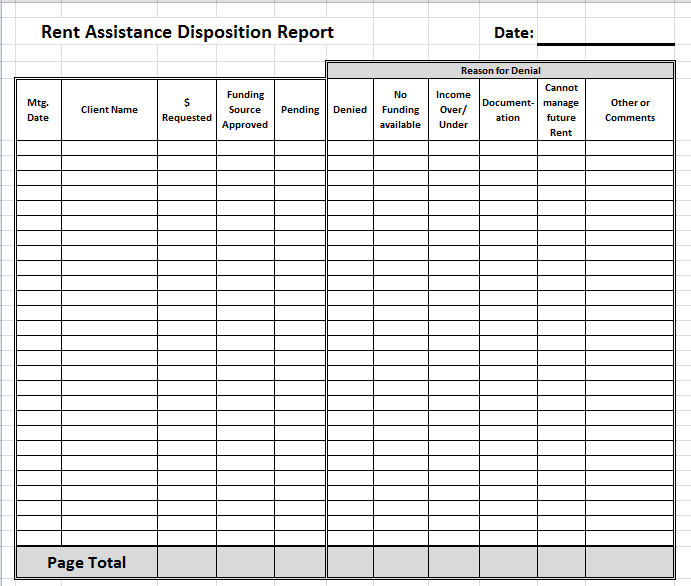 Rent Assistance Disposition Report Date:
Reason for Denial
Mtg.
Date
Client Name
$
Requested
Funding
Source
Approved
Pending
Denied
No
Funding
available
Income
Over/
Under
Document-
ation
Cannot
manage
future
Rent
Other or
Comments
Page Total